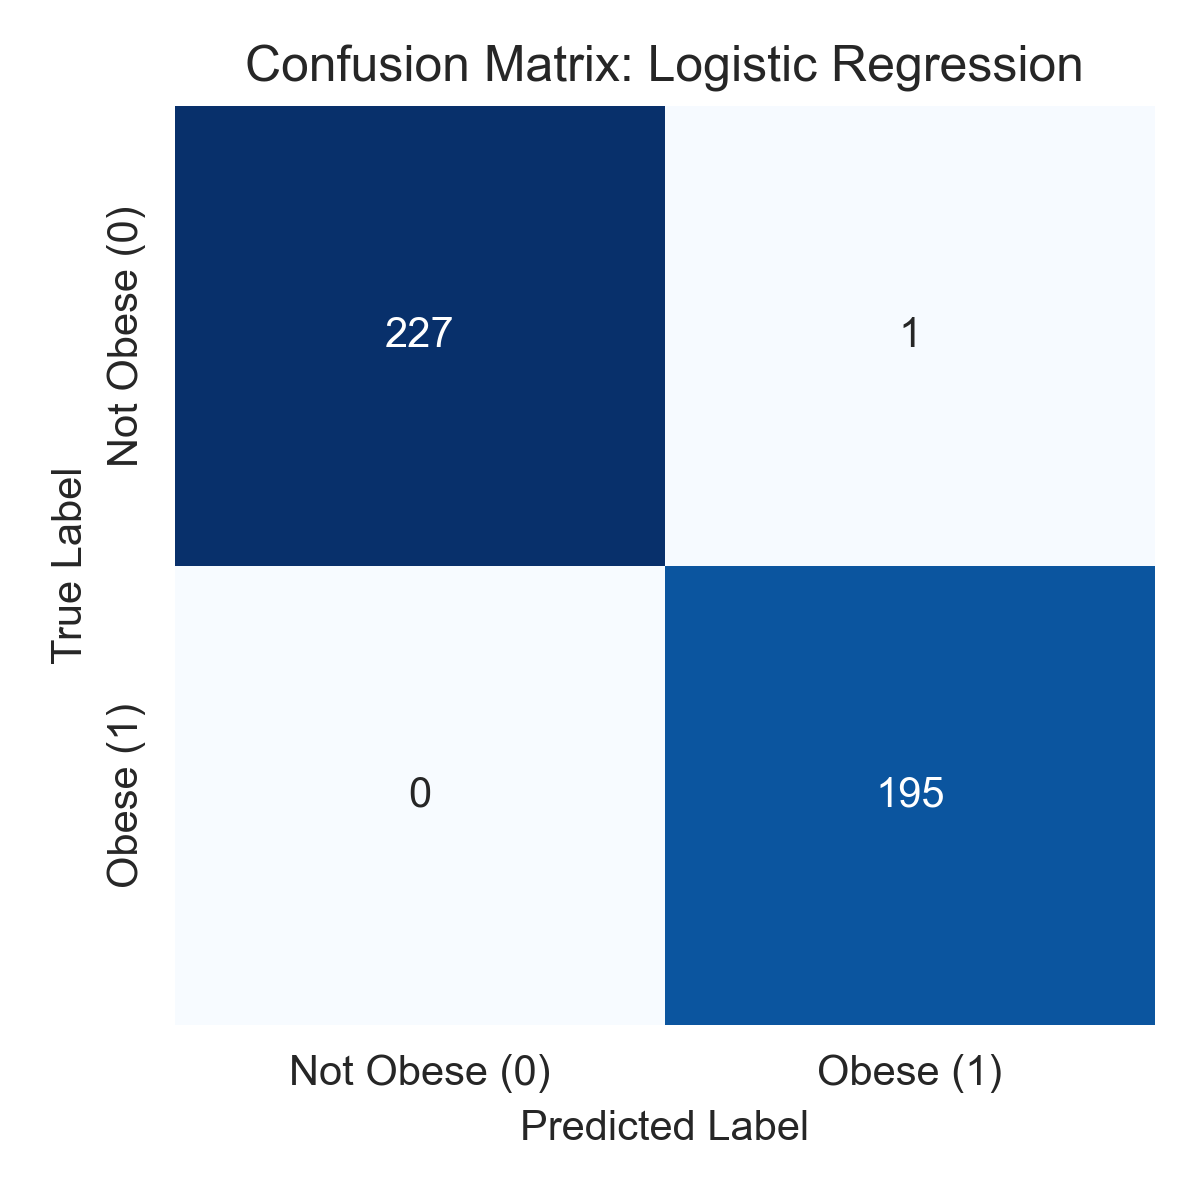 Confusion Matrix: Logistic Regression
True Label
Not Obese (0)
227
1
Obese (1)
0
195
Not Obese (0)
Obese (1)
Predicted Label